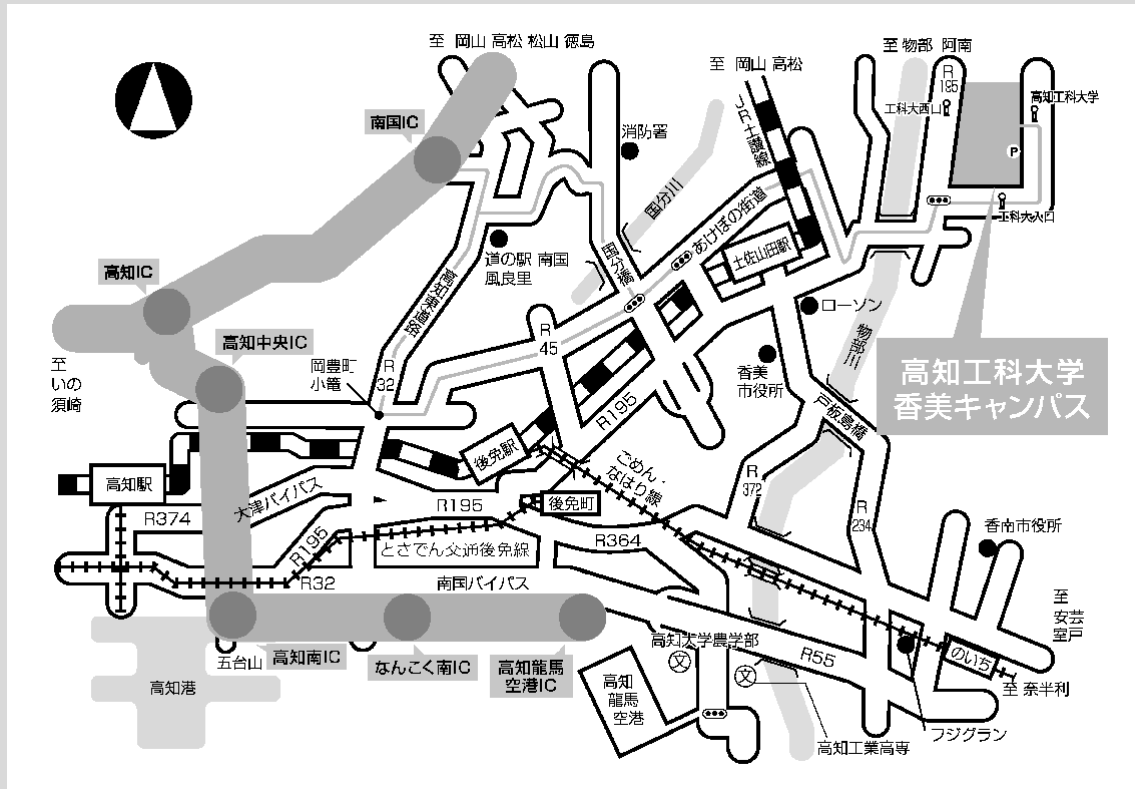 至 岡山 高松 松山 徳島
至 物部 阿南
至 岡山 高松
R
195
高知工科大学
工科大西山
南国IC
消防署
JR土讃線
P
国分川
工科大入口
あけぼの街道
土佐山田駅
道の駅 南国
風良里
国分橋
高知IC
高知東道路
ローソン
物部川
高知中央IC
R
45
岡豊町
小篭
R
32
至
いの
須崎
香美
市役所
高知工科大学
香美キャンパス
戸板島橋
R195
後免駅
ごめん・
なはり線
高知駅
大津バイパス
R
372
R195
後免町
R374
R
234
香南市役所
R195
とさでん交通後免線
R364
R32
南国バイパス
至
安芸
室戸
高知大学農学部
五台山
高知南IC
なんこく南IC
高知龍馬
空港IC
R55
のいち
文
文
高知港
高知
龍馬
空港
至 奈半利
フジグラン
高知工業高専